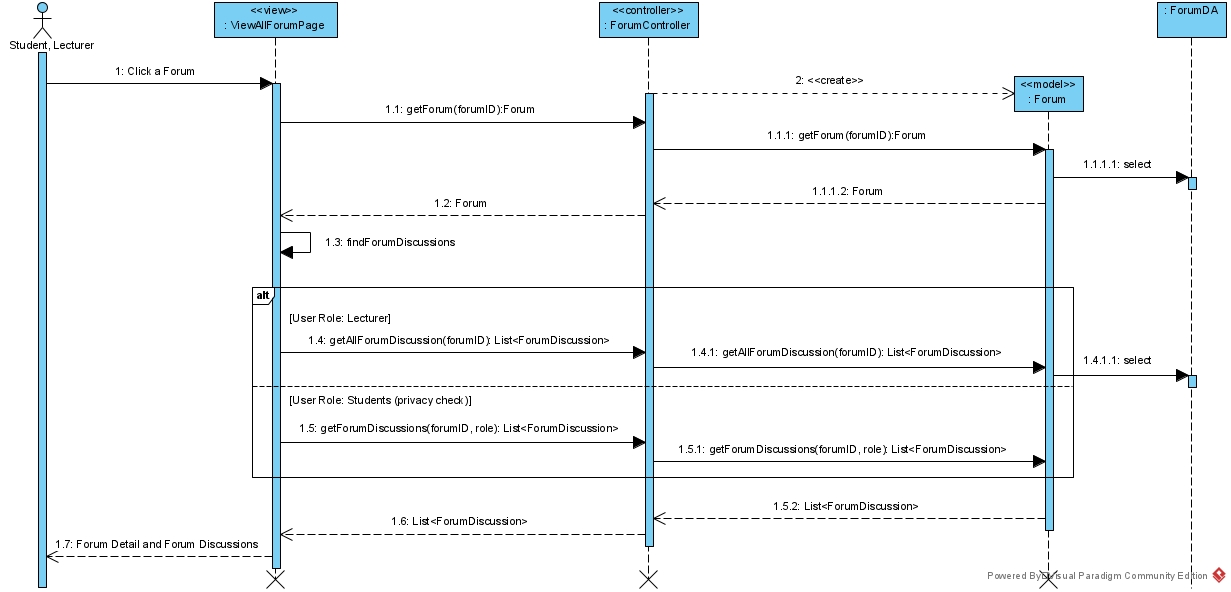 <<view>>
: ViewAllForumPage
<<controller>>
: ForumController
: ForumDA
Student, Lecturer
1: Click a Forum
2: <<create>>
<<model>>
: Forum
1.1: getForum(forumID):Forum
1.1.1: getForum(forumID):Forum
1.1.1.1: select
1.1.1.2: Forum
1.2: Forum
1.3: findForumDiscussions
alt
[User Role: Lecturer]
1.4: getAllForumDiscussion(forumID): List<ForumDiscussion>
1.4.1: getAllForumDiscussion(forumID): List<ForumDiscussion>
1.4.1.1: select
[User Role: Students (privacy check)]
1.5: getForumDiscussions(forumID, role): List<ForumDiscussion>
1.5.1: getForumDiscussions(forumID, role): List<ForumDiscussion>
1.5.2: List<ForumDiscussion>
1.6: List<ForumDiscussion>
1.7: Forum Detail and Forum Discussions
Powered By Visual Paradigm Community Edition